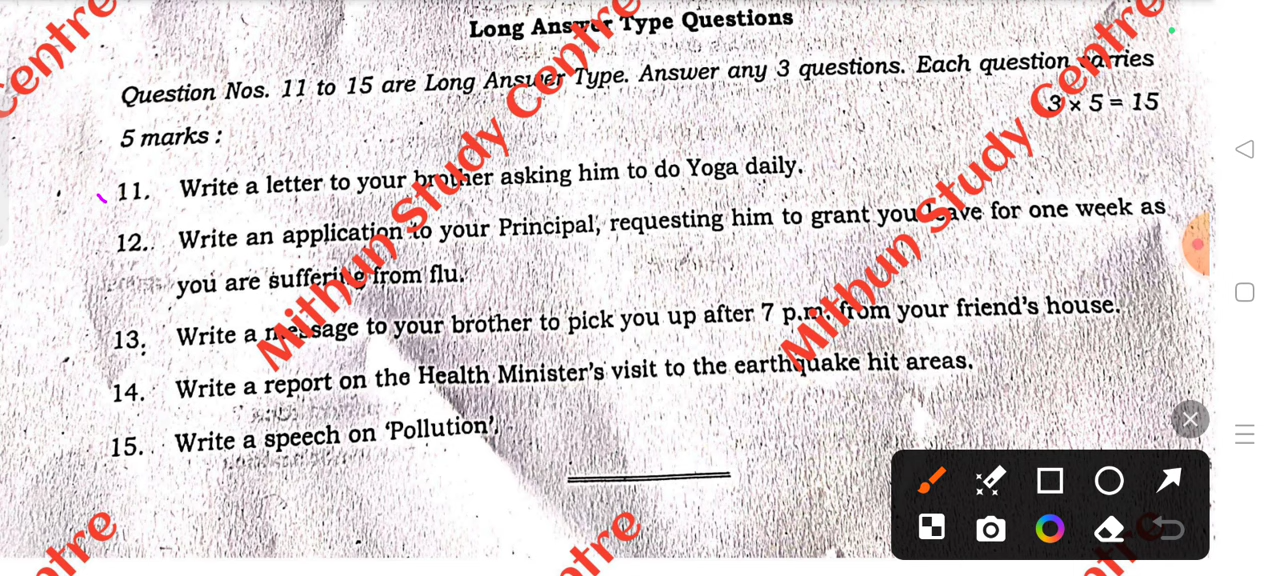 Long Answer Type Questions
Question Nos. 11 to 15 are Long Answer Type. Answer any 3 questions. Each question carries
5 marks :
3 × 5 = 15
11. Write a letter to your brother asking him to do Yoga daily.
12. Write an application to your Principal, requesting him to grant you leave for one week as
you are suffering from flu.
13. Write a message to your brother to pick you up after 7 p.m. from your friend's house.
14. Write a report on the Health Minister's visit to the earthquake hit areas.
15. Write a speech on 'Pollution'.
Centre
Mithun Study Centre
Mithun Study Centre